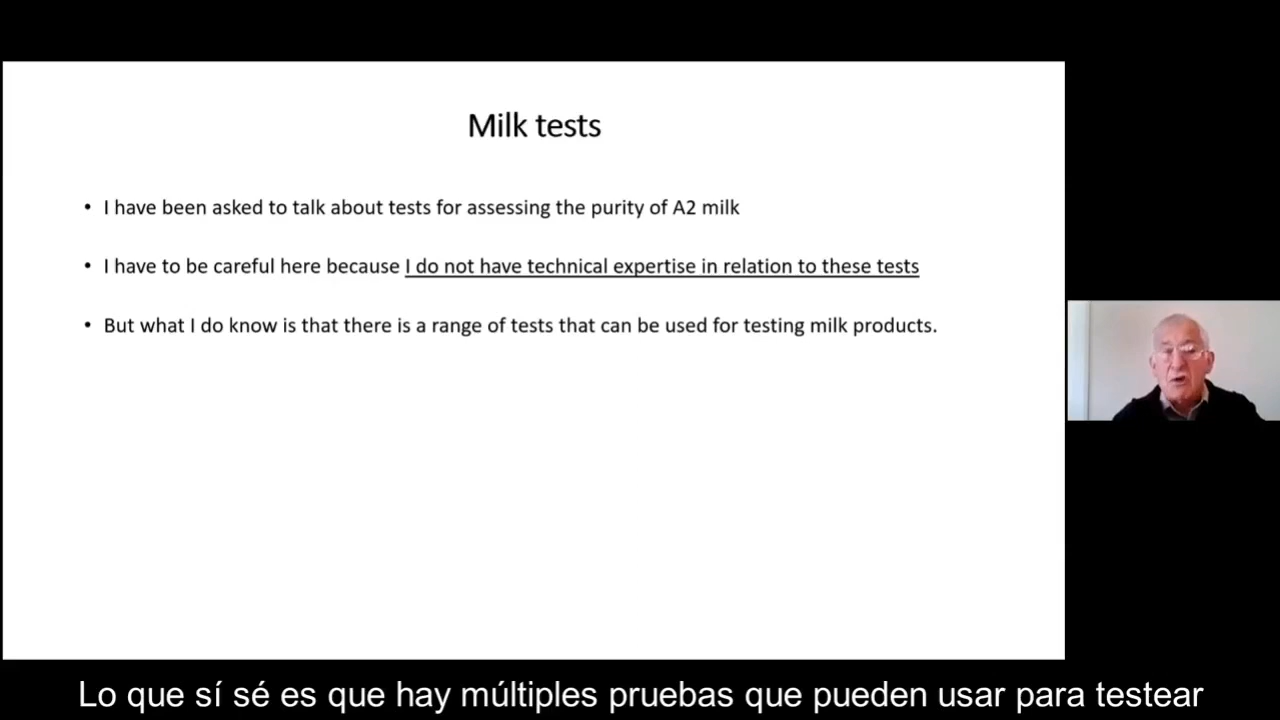 Milk tests
• I have been asked to talk about tests for assessing the purity of A2 milk
• I have to be careful here because I do not have technical expertise in relation to these tests
• But what I do know is that there is a range of tests that can be used for testing milk products.
Lo que sí sé es que hay múltiples pruebas que pueden usar para testear